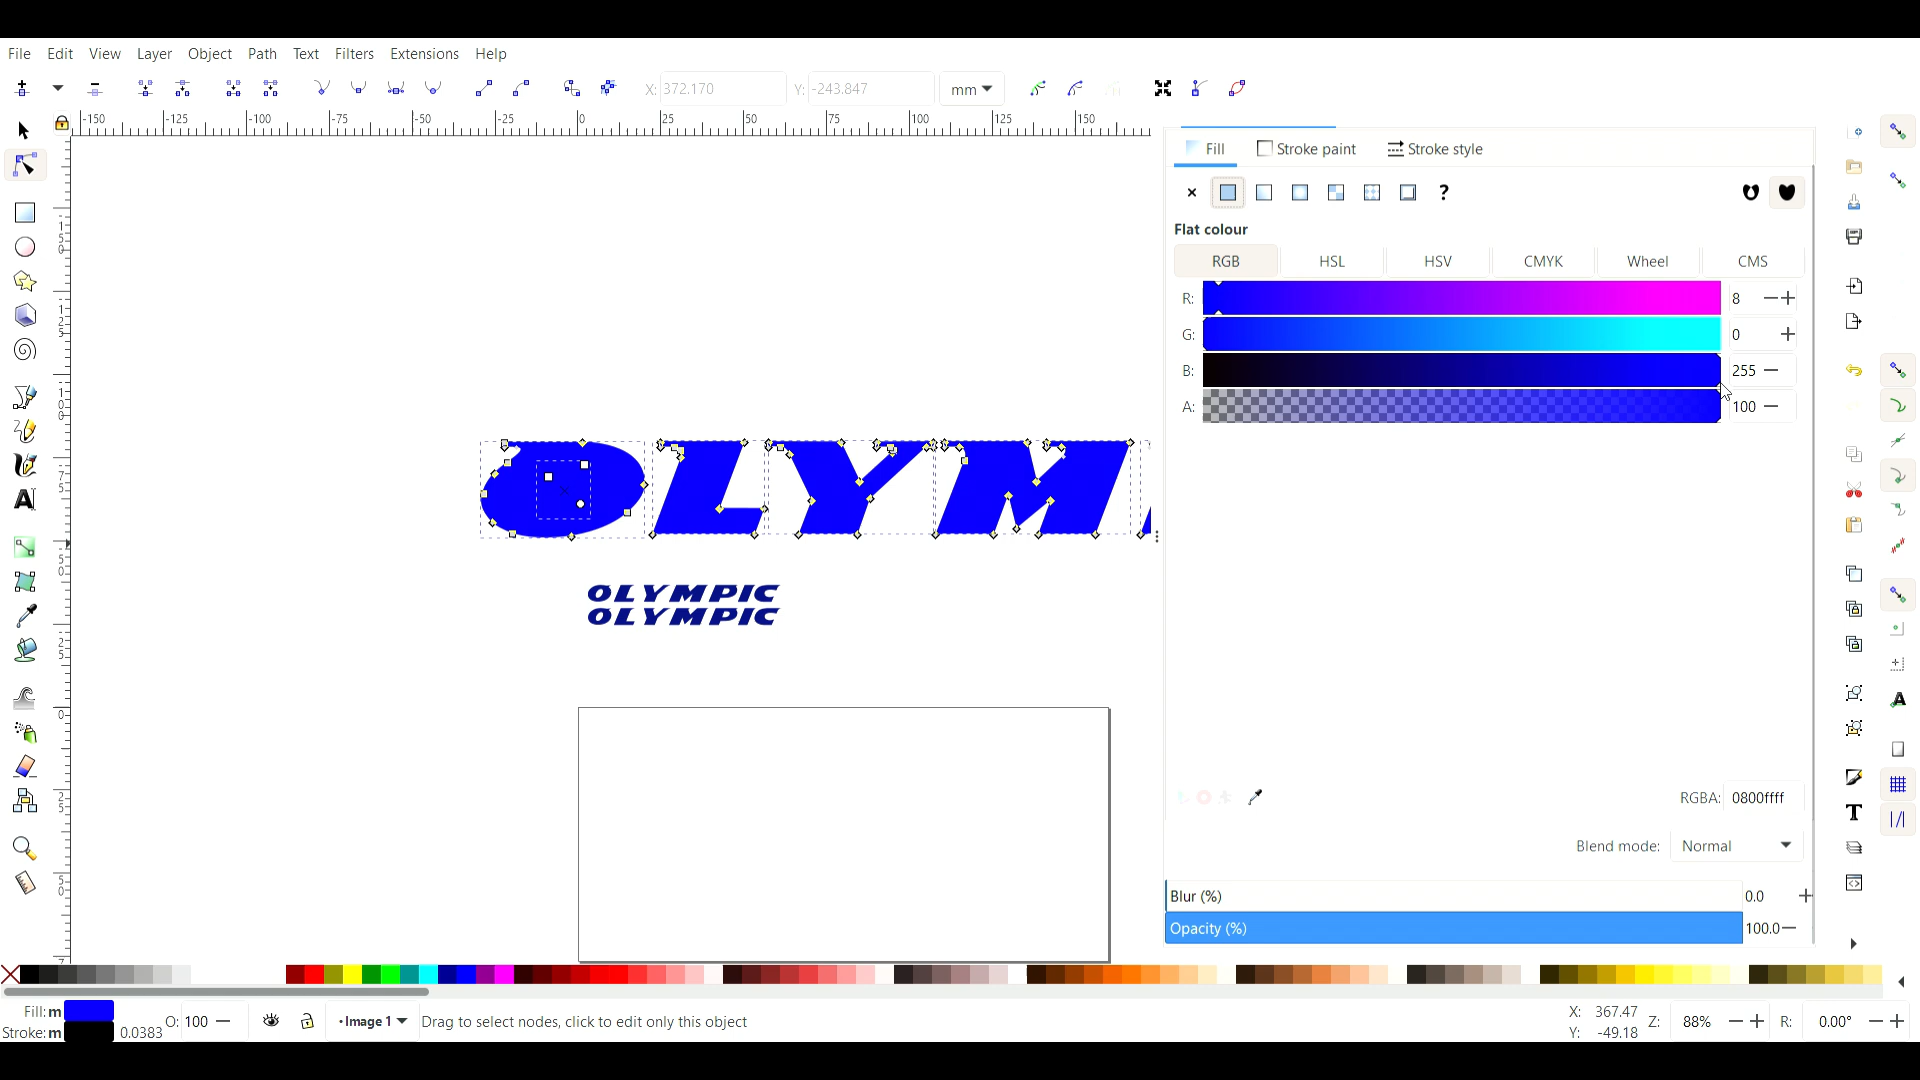 File Edit View Layer Object Path Text Filters Extensions Help
X: 372.170 Y: -243.847 mm
-150 -125 -100 -75 -50 -25 0 25 50 75 100 125 150
Fill Stroke paint Stroke style
?
Flat colour
RGB HSL HSV CMYK Wheel CMS
R: 8
G: 0
B: 255
A: 100
OLYM
OLYMPIC
OLYMPIC
RGBA: 0800ffff
Blend mode: Normal
Blur (%) 0.0
Opacity (%) 100.0
Fill: m
Stroke: m 0.0383
O: 100
•Image 1
Drag to select nodes, click to edit only this object
X: 367.47
Y: -49.18
Z: 88%
R: 0.00°